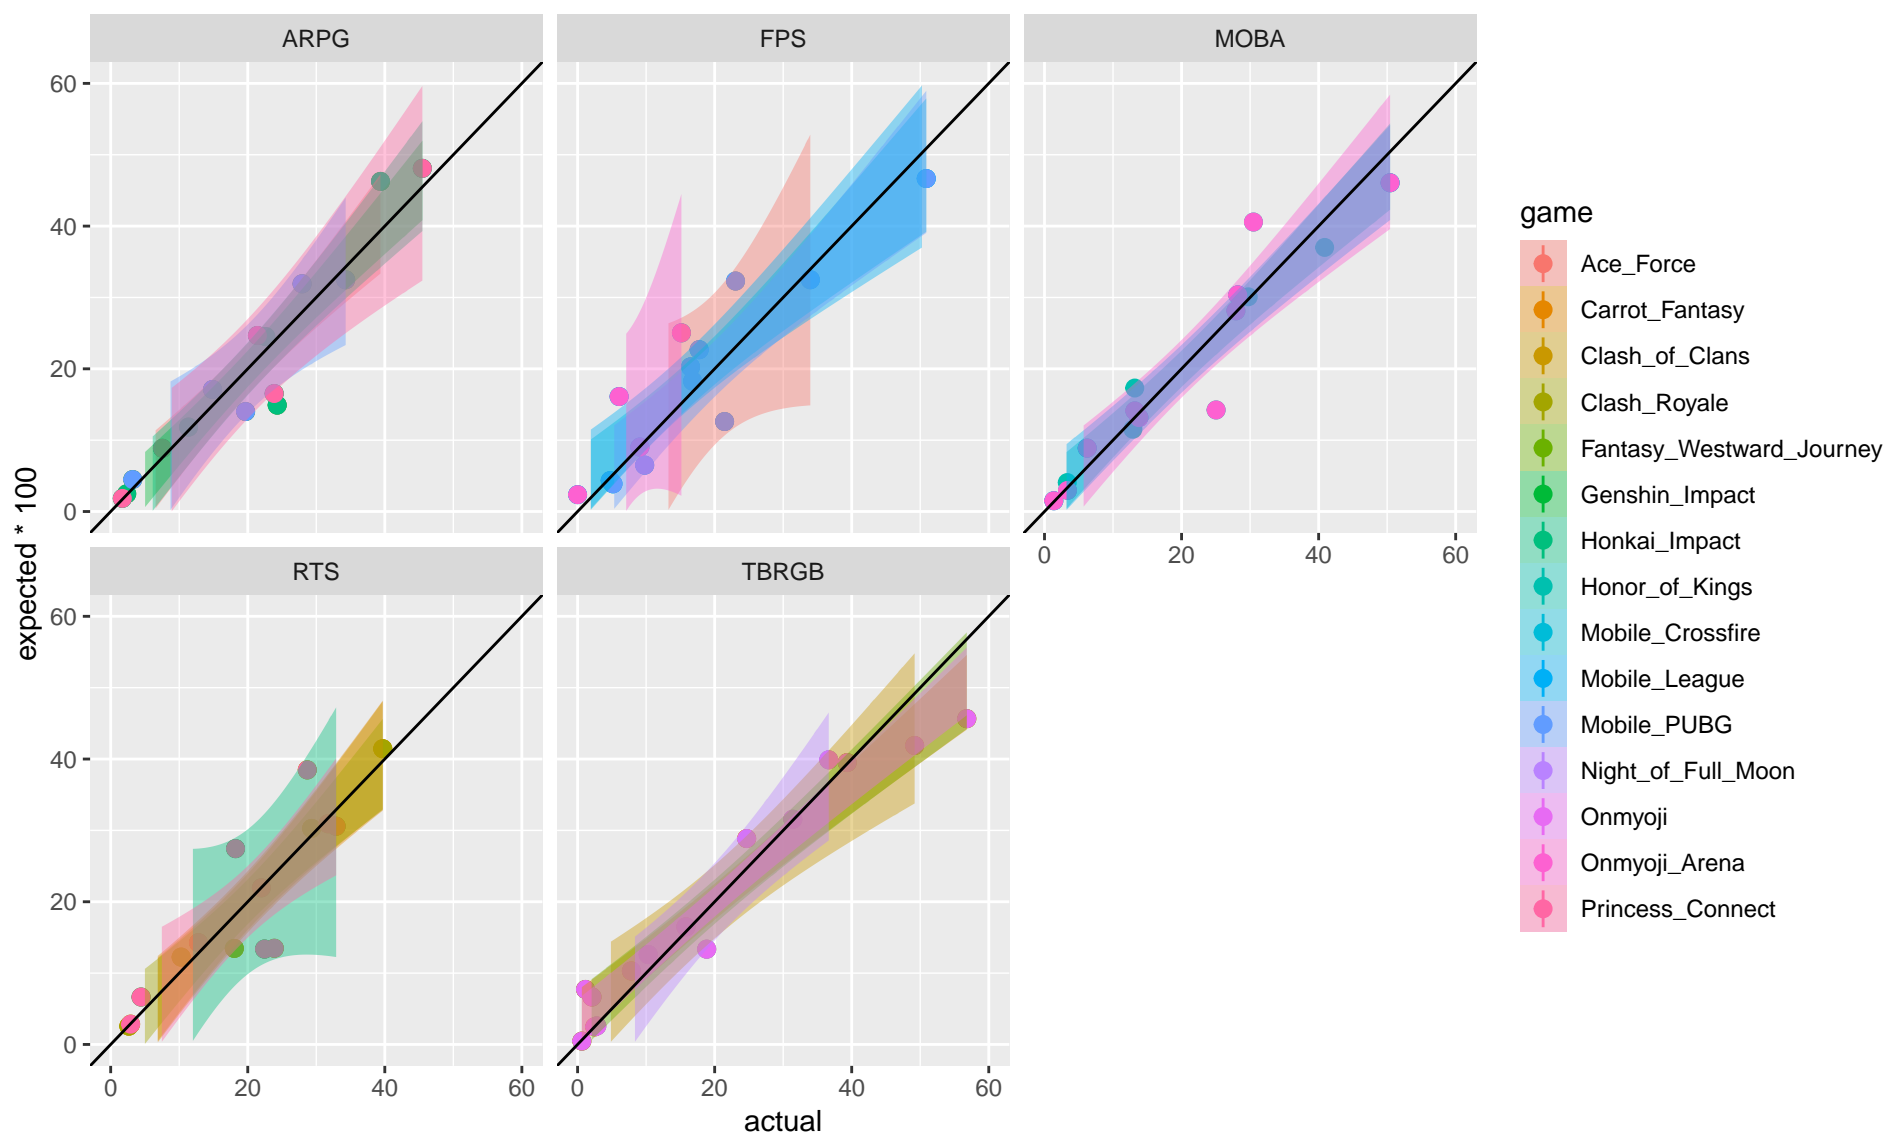 ARPG
FPS
MOBA
60
40
20
0
0
20
40
60
RTS
TBRGB
60
40
20
0
0
20
40
60
0
20
40
60
expected * 100
actual
game
Ace_Force
Carrot_Fantasy
Clash_of_Clans
Clash_Royale
Fantasy_Westward_Journey
Genshin_Impact
Honkai_Impact
Honor_of_Kings
Mobile_Crossfire
Mobile_League
Mobile_PUBG
Night_of_Full_Moon
Onmyoji
Onmyoji_Arena
Princess_Connect